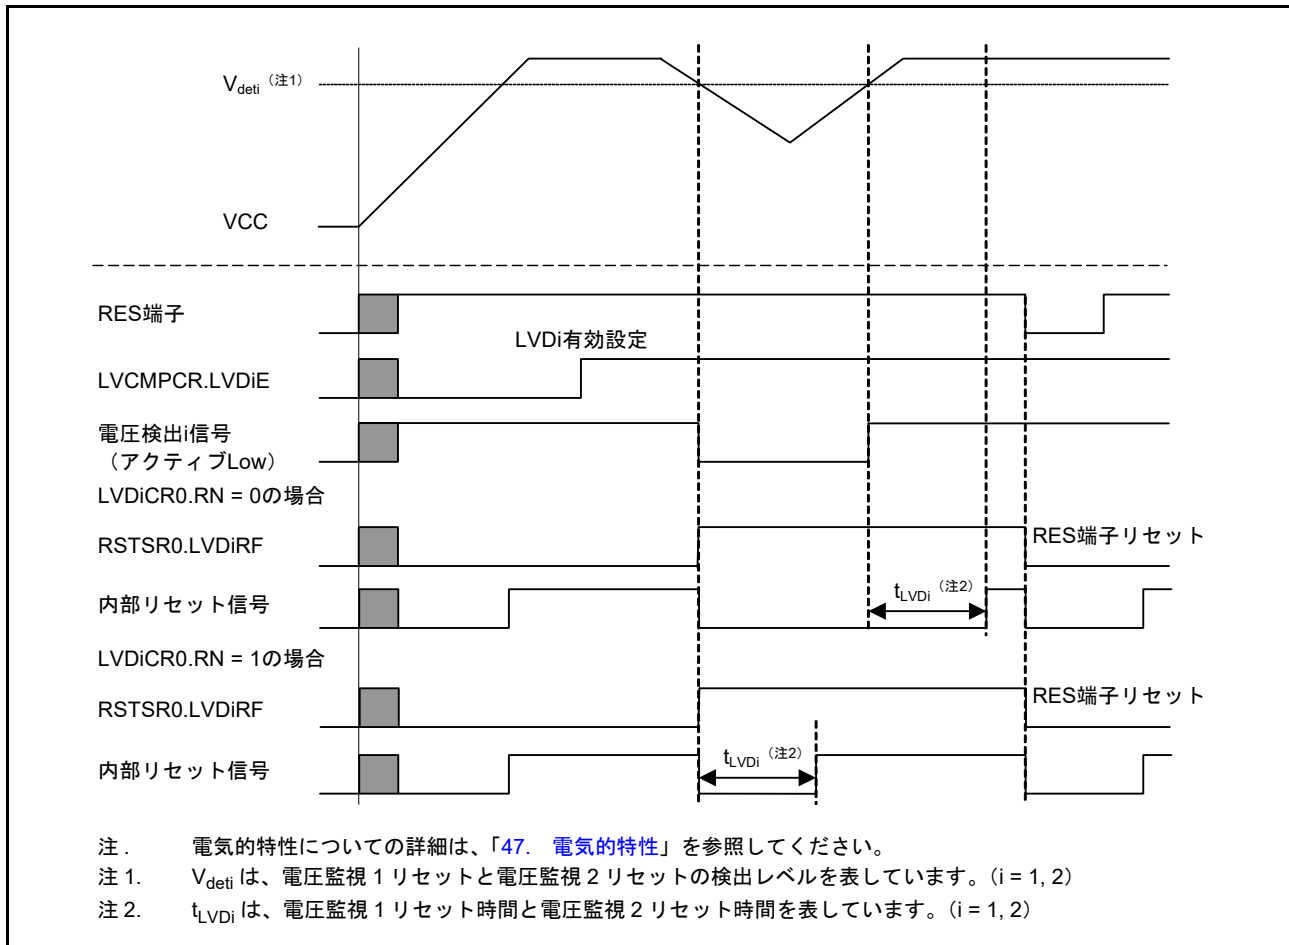 Vdeti（注1）
VCC
RES端子
LVDi有効設定
LVCMPCR.LVDiE
電圧検出i信号
（アクティブLow）
LVDiCR0.RN = 0の場合
RSTSR0.LVDiRF
RES端子リセット
内部リセット信号
tLVDi（注2）
LVDiCR0.RN = 1の場合
RSTSR0.LVDiRF
RES端子リセット
内部リセット信号
tLVDi（注2）
注 . 電気的特性についての詳細は、「47. 電気的特性」を参照してください。
注 1. Vdeti は、電圧監視 1 リセットと電圧監視 2 リセットの検出レベルを表しています。（i = 1, 2）
注 2. tLVDi は、電圧監視 1 リセット時間と電圧監視 2 リセット時間を表しています。（i = 1, 2）